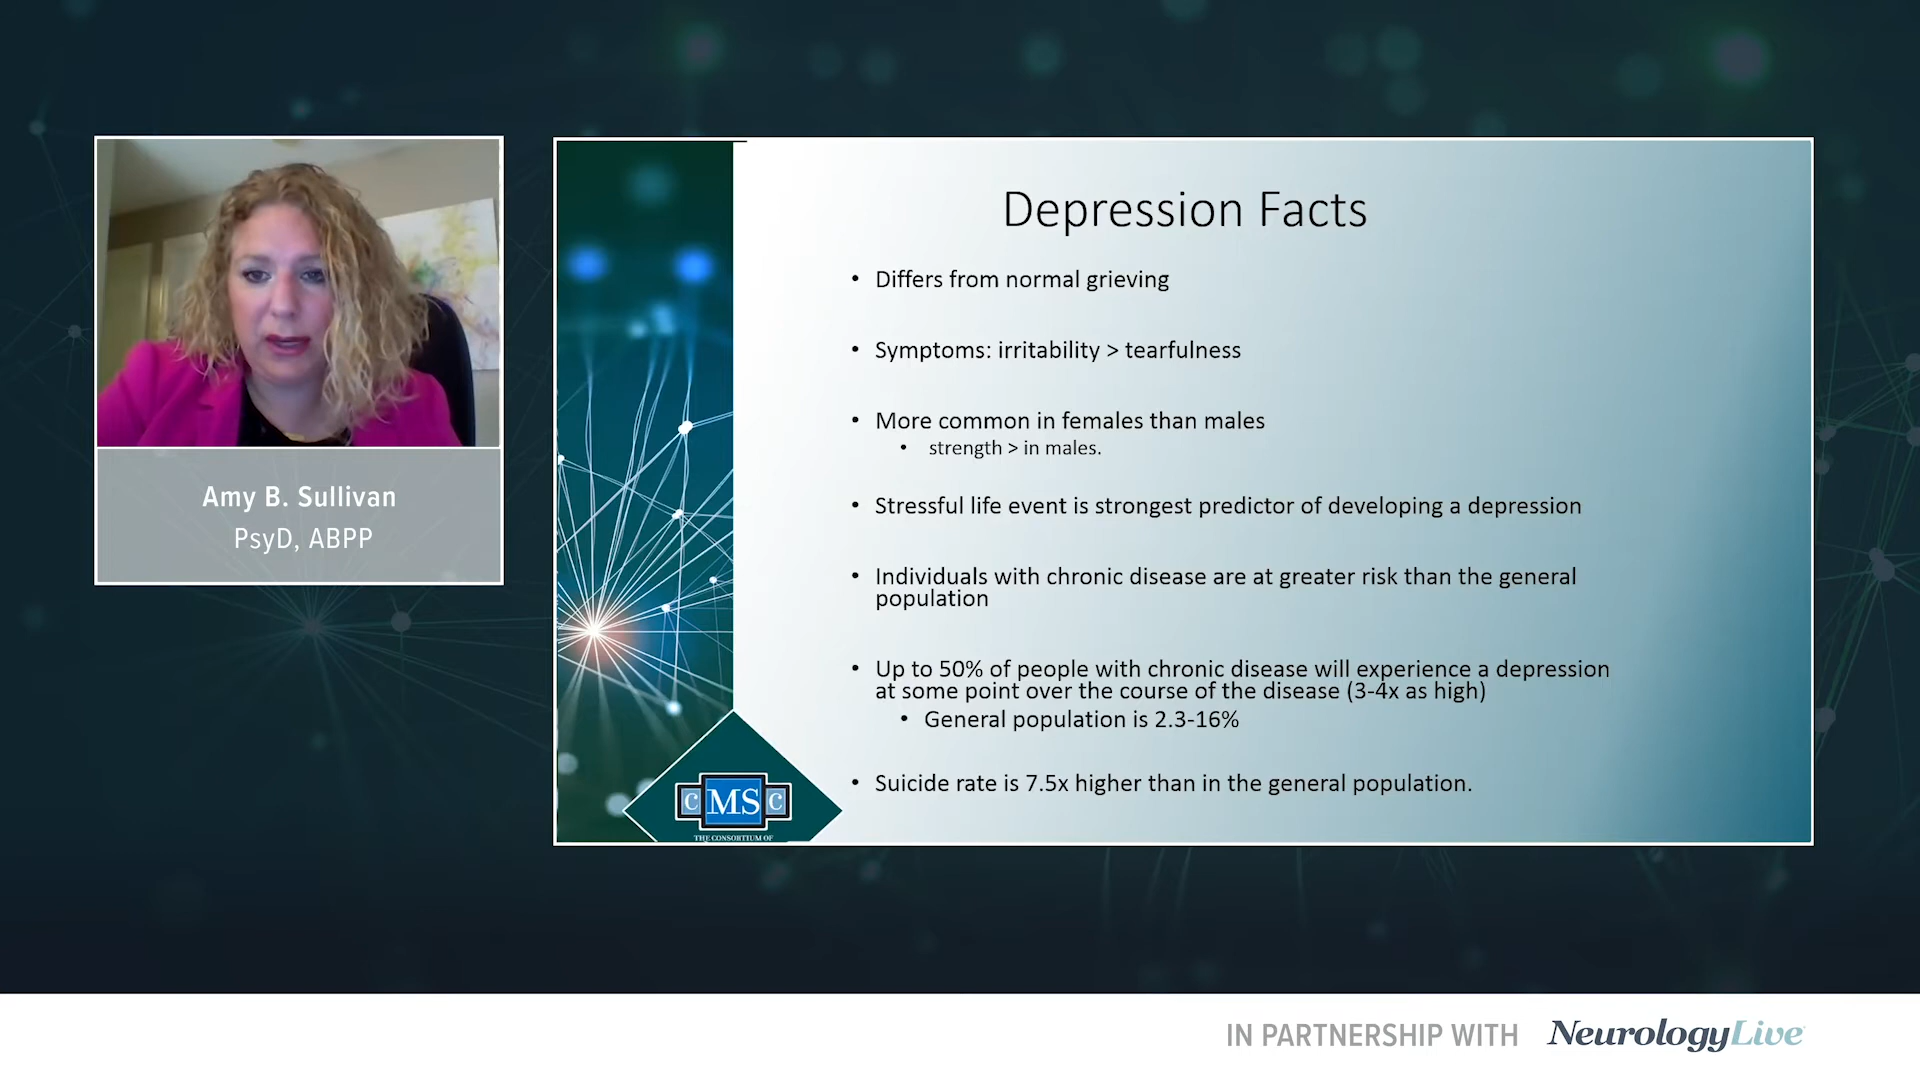 Amy B. Sullivan
PsyD, ABPP
Depression Facts
• Differs from normal grieving
• Symptoms: irritability > tearfulness
• More common in females than males
• strength > in males.
• Stressful life event is strongest predictor of developing a depression
• Individuals with chronic disease are at greater risk than the general
population
• Up to 50% of people with chronic disease will experience a depression
at some point over the course of the disease (3-4x as high)
• General population is 2.3-16%
• Suicide rate is 7.5x higher than in the general population.
CMSC
THE CONSORTIUM OF
IN PARTNERSHIP WITH NeurologyLive